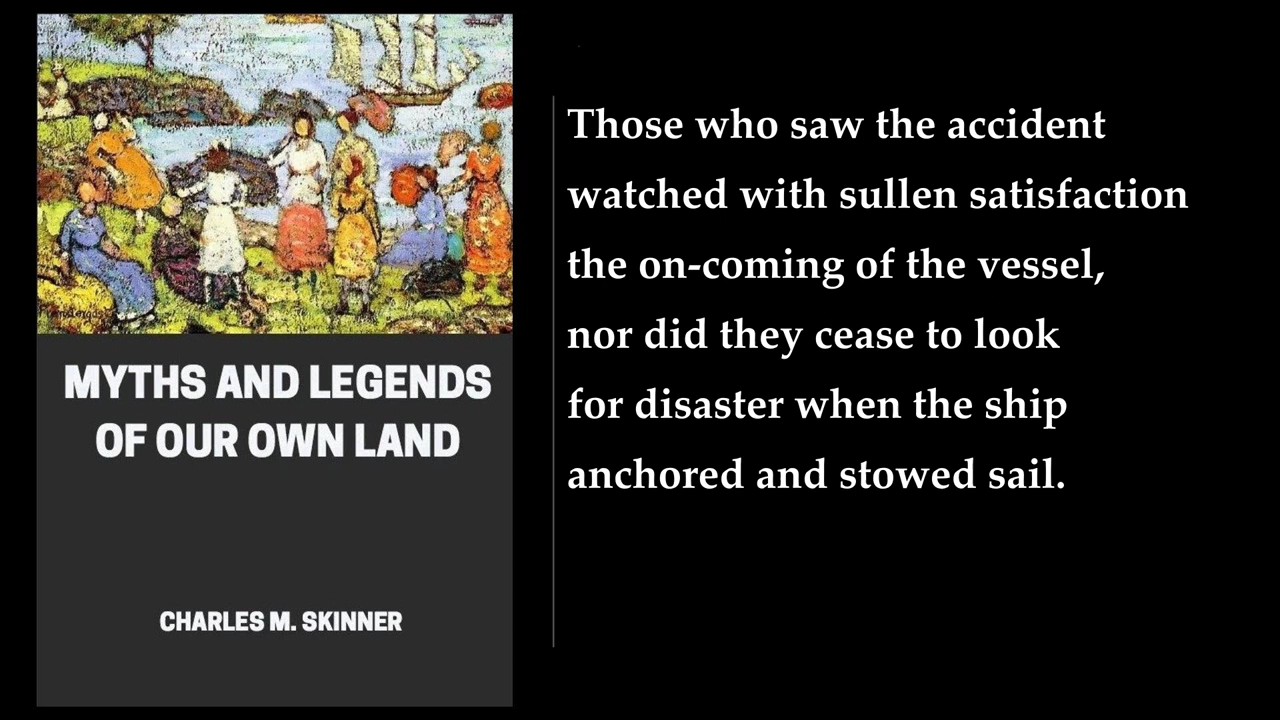 MYTHS AND LEGENDS
OF OUR OWN LAND
CHARLES M. SKINNER
Those who saw the accident
watched with sullen satisfaction
the on-coming of the vessel,
nor did they cease to look
for disaster when the ship
anchored and stowed sail.